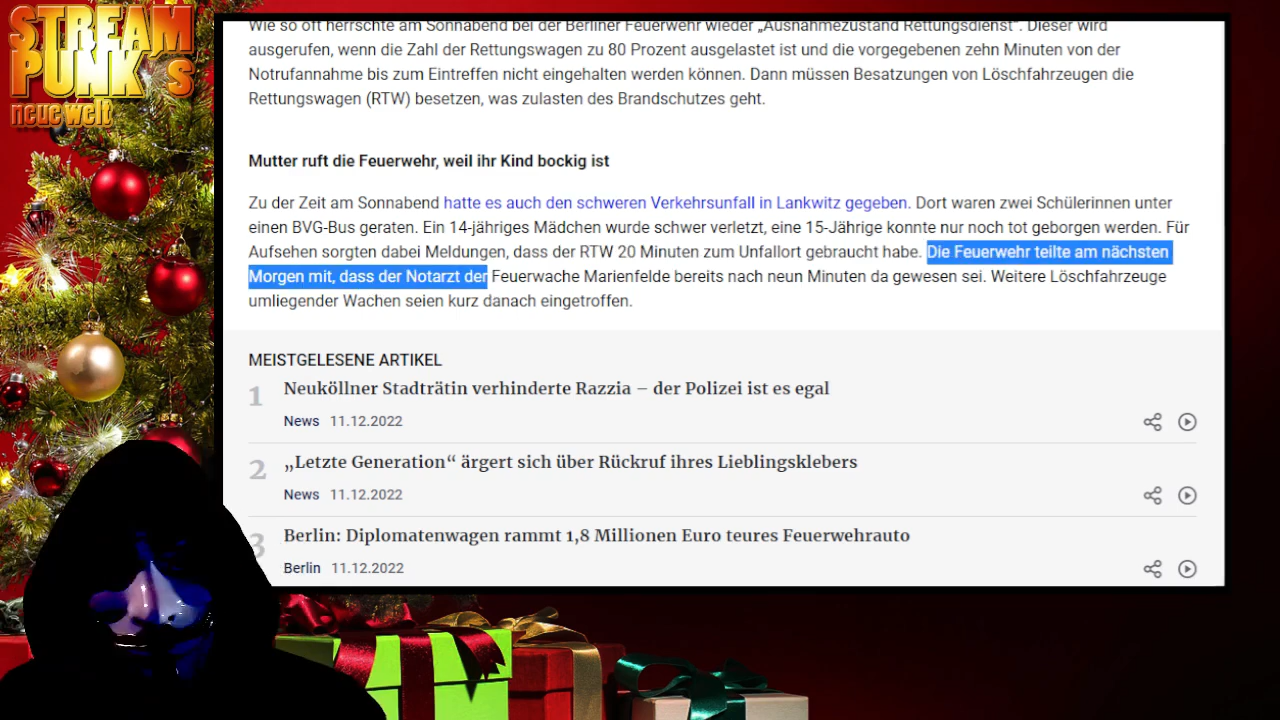 STREAM
PUNK s
neue welt
Wie so oft herrschte am Sonnabend bei der Berliner Feuerwehr wieder „Ausnahmezustand Rettungsdienst“. Dieser wird
ausgerufen, wenn die Zahl der Rettungswagen zu 80 Prozent ausgelastet ist und die vorgegebenen zehn Minuten von der
Notrufannahme bis zum Eintreffen nicht eingehalten werden können. Dann müssen Besatzungen von Löschfahrzeugen die
Rettungswagen (RTW) besetzen, was zulasten des Brandschutzes geht.
Mutter ruft die Feuerwehr, weil ihr Kind bockig ist
Zu der Zeit am Sonnabend hatte es auch den schweren Verkehrsunfall in Lankwitz gegeben. Dort waren zwei Schülerinnen unter
einen BVG-Bus geraten. Ein 14-jähriges Mädchen wurde schwer verletzt, eine 15-Jährige konnte nur noch tot geborgen werden. Für
Aufsehen sorgten dabei Meldungen, dass der RTW 20 Minuten zum Unfallort gebraucht habe. Die Feuerwehr teilte am nächsten
Morgen mit, dass der Notarzt der Feuerwache Marienfelde bereits nach neun Minuten da gewesen sei. Weitere Löschfahrzeuge
umliegender Wachen seien kurz danach eingetroffen.
MEISTGELESENE ARTIKEL
1 Neuköllner Stadträtin verhinderte Razzia – der Polizei ist es egal
News 11.12.2022
2 „Letzte Generation“ ärgert sich über Rückruf ihres Lieblingsklebers
News 11.12.2022
3 Berlin: Diplomatenwagen rammt 1,8 Millionen Euro teures Feuerwehrauto
Berlin 11.12.2022